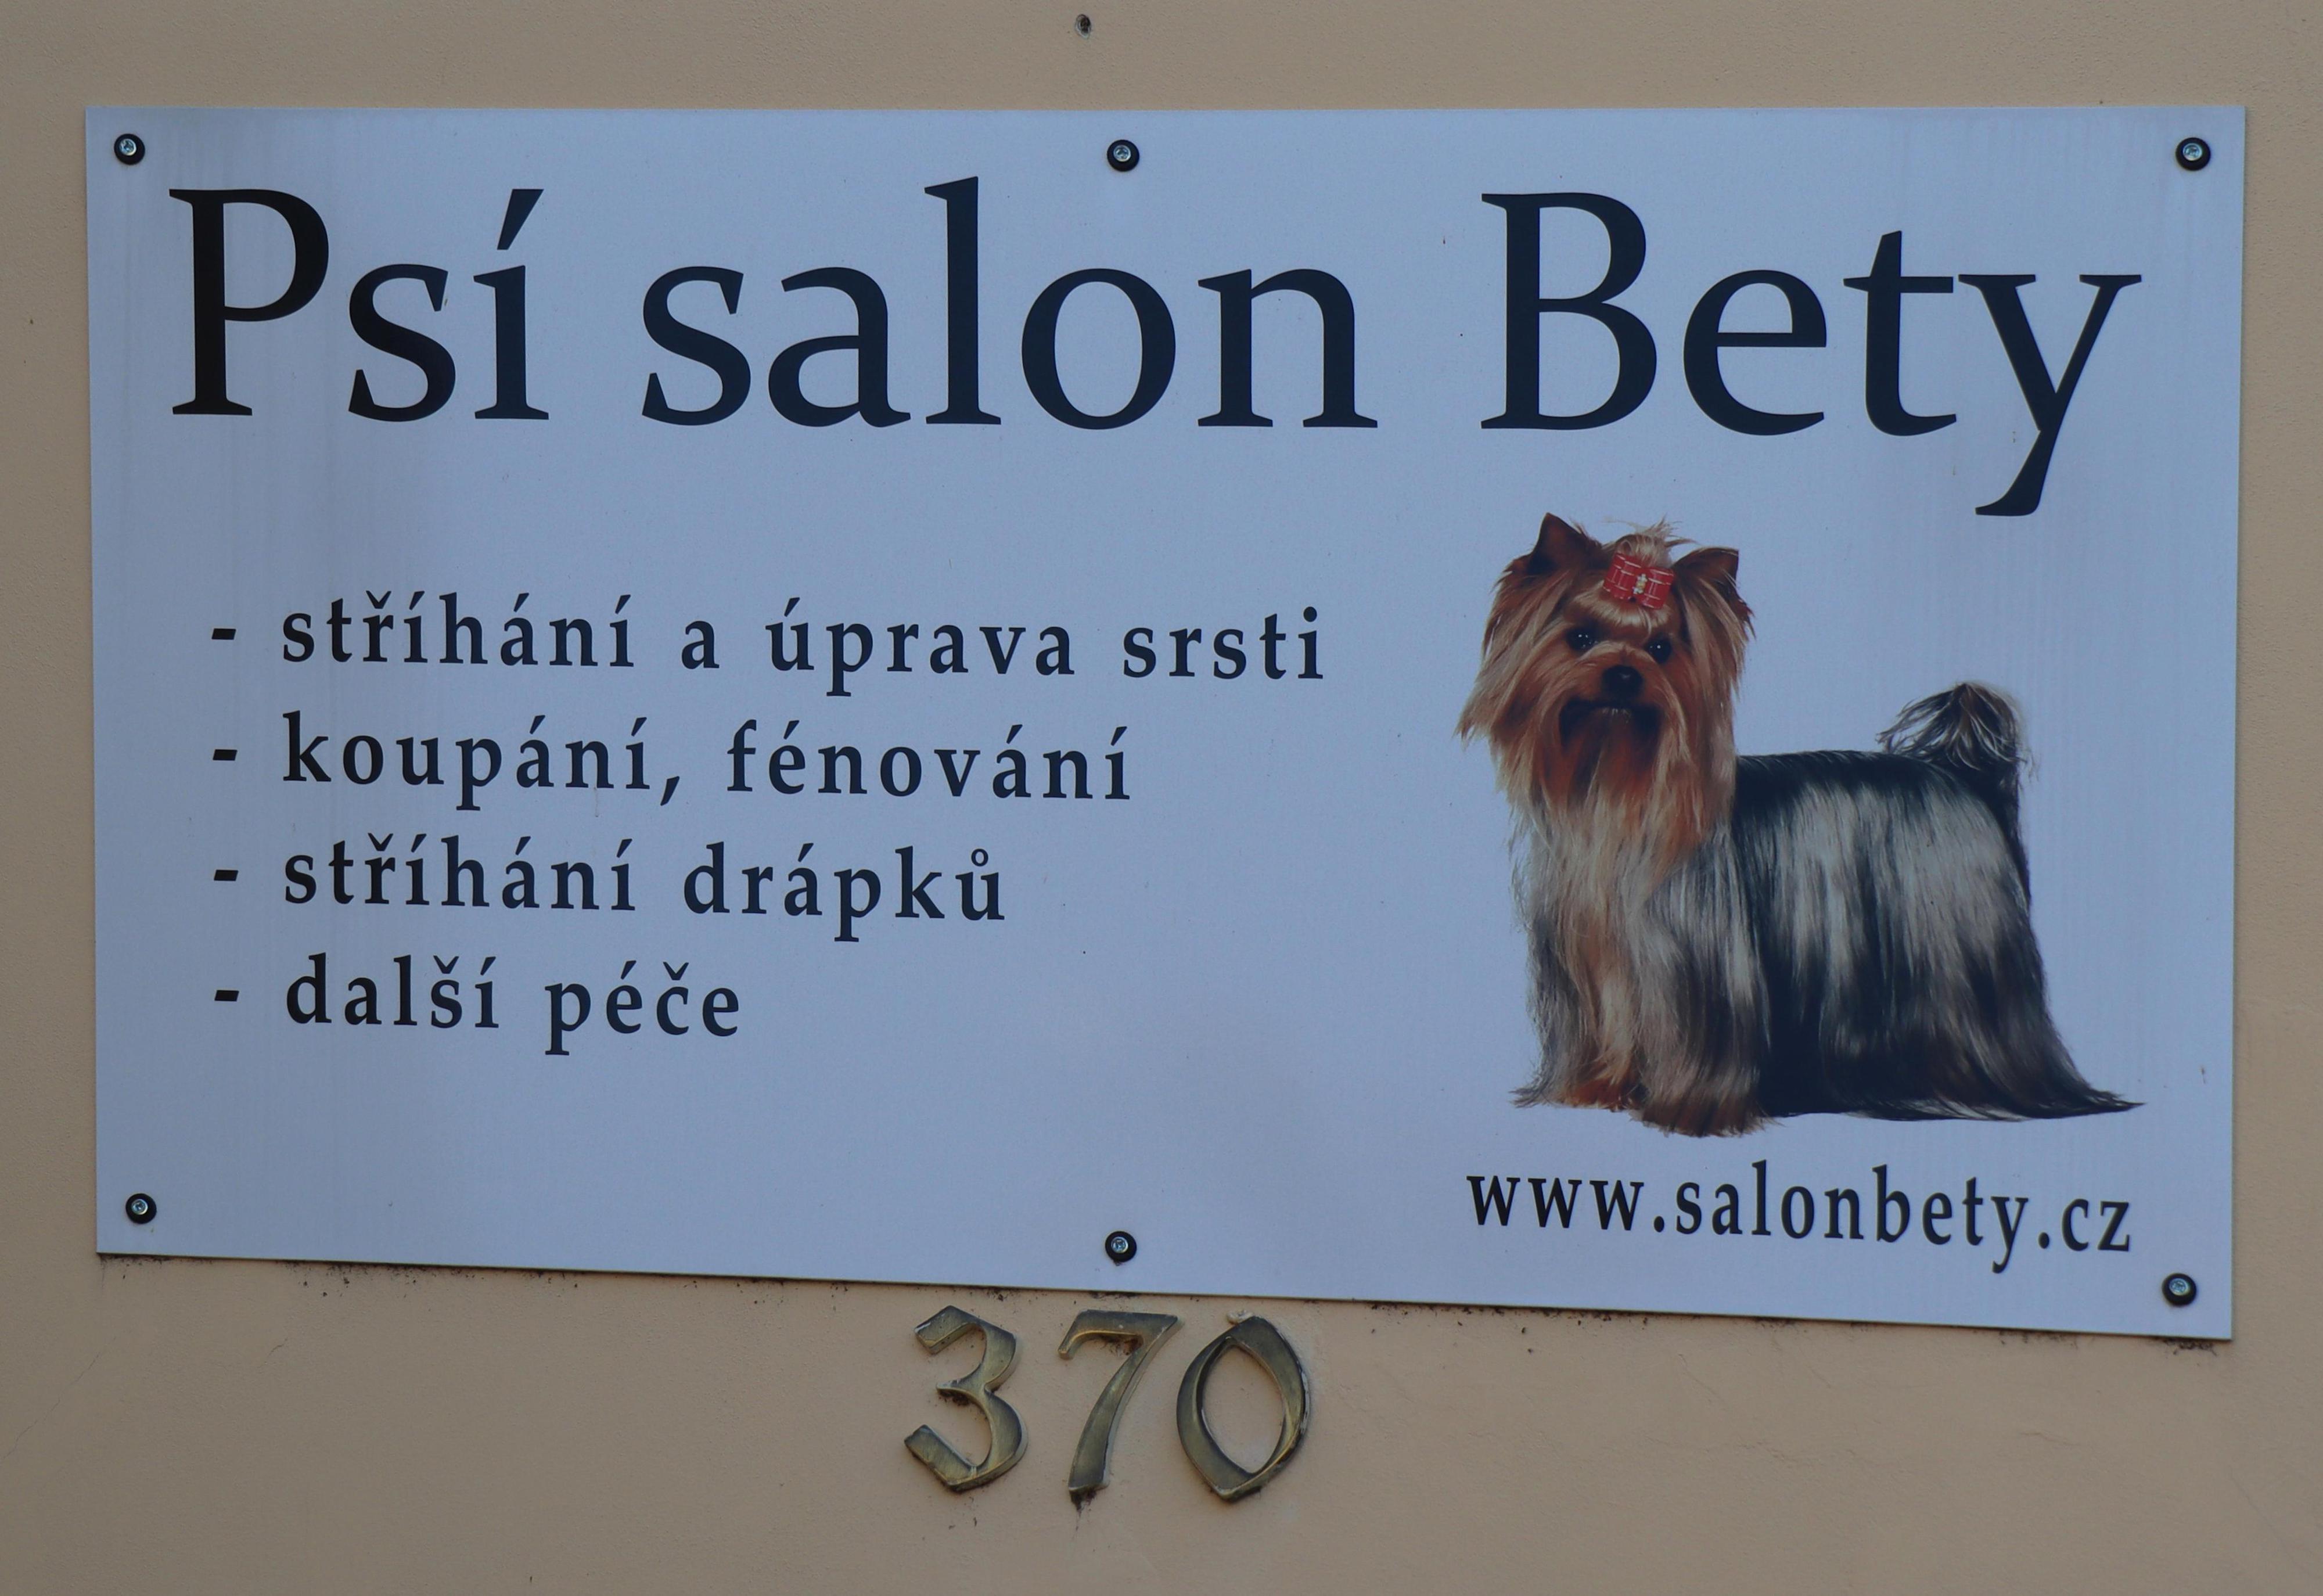 Psí salon Bety
- stříhání a úprava srsti
- koupání, fénování
- stříhání drápků
- další péče
www.salonbety.cz
370